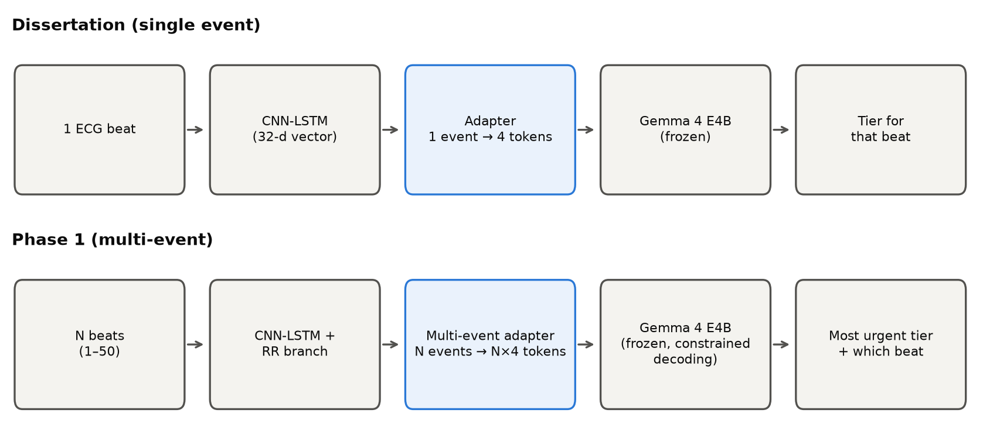 Dissertation (single event)
1 ECG beat
CNN-LSTM
(32-d vector)
Adapter
1 event → 4 tokens
Gemma 4 E4B
(frozen)
Tier for
that beat
Phase 1 (multi-event)
N beats
(1–50)
CNN-LSTM +
RR branch
Multi-event adapter
N events → N×4 tokens
Gemma 4 E4B
(frozen, constrained
decoding)
Most urgent tier
+ which beat